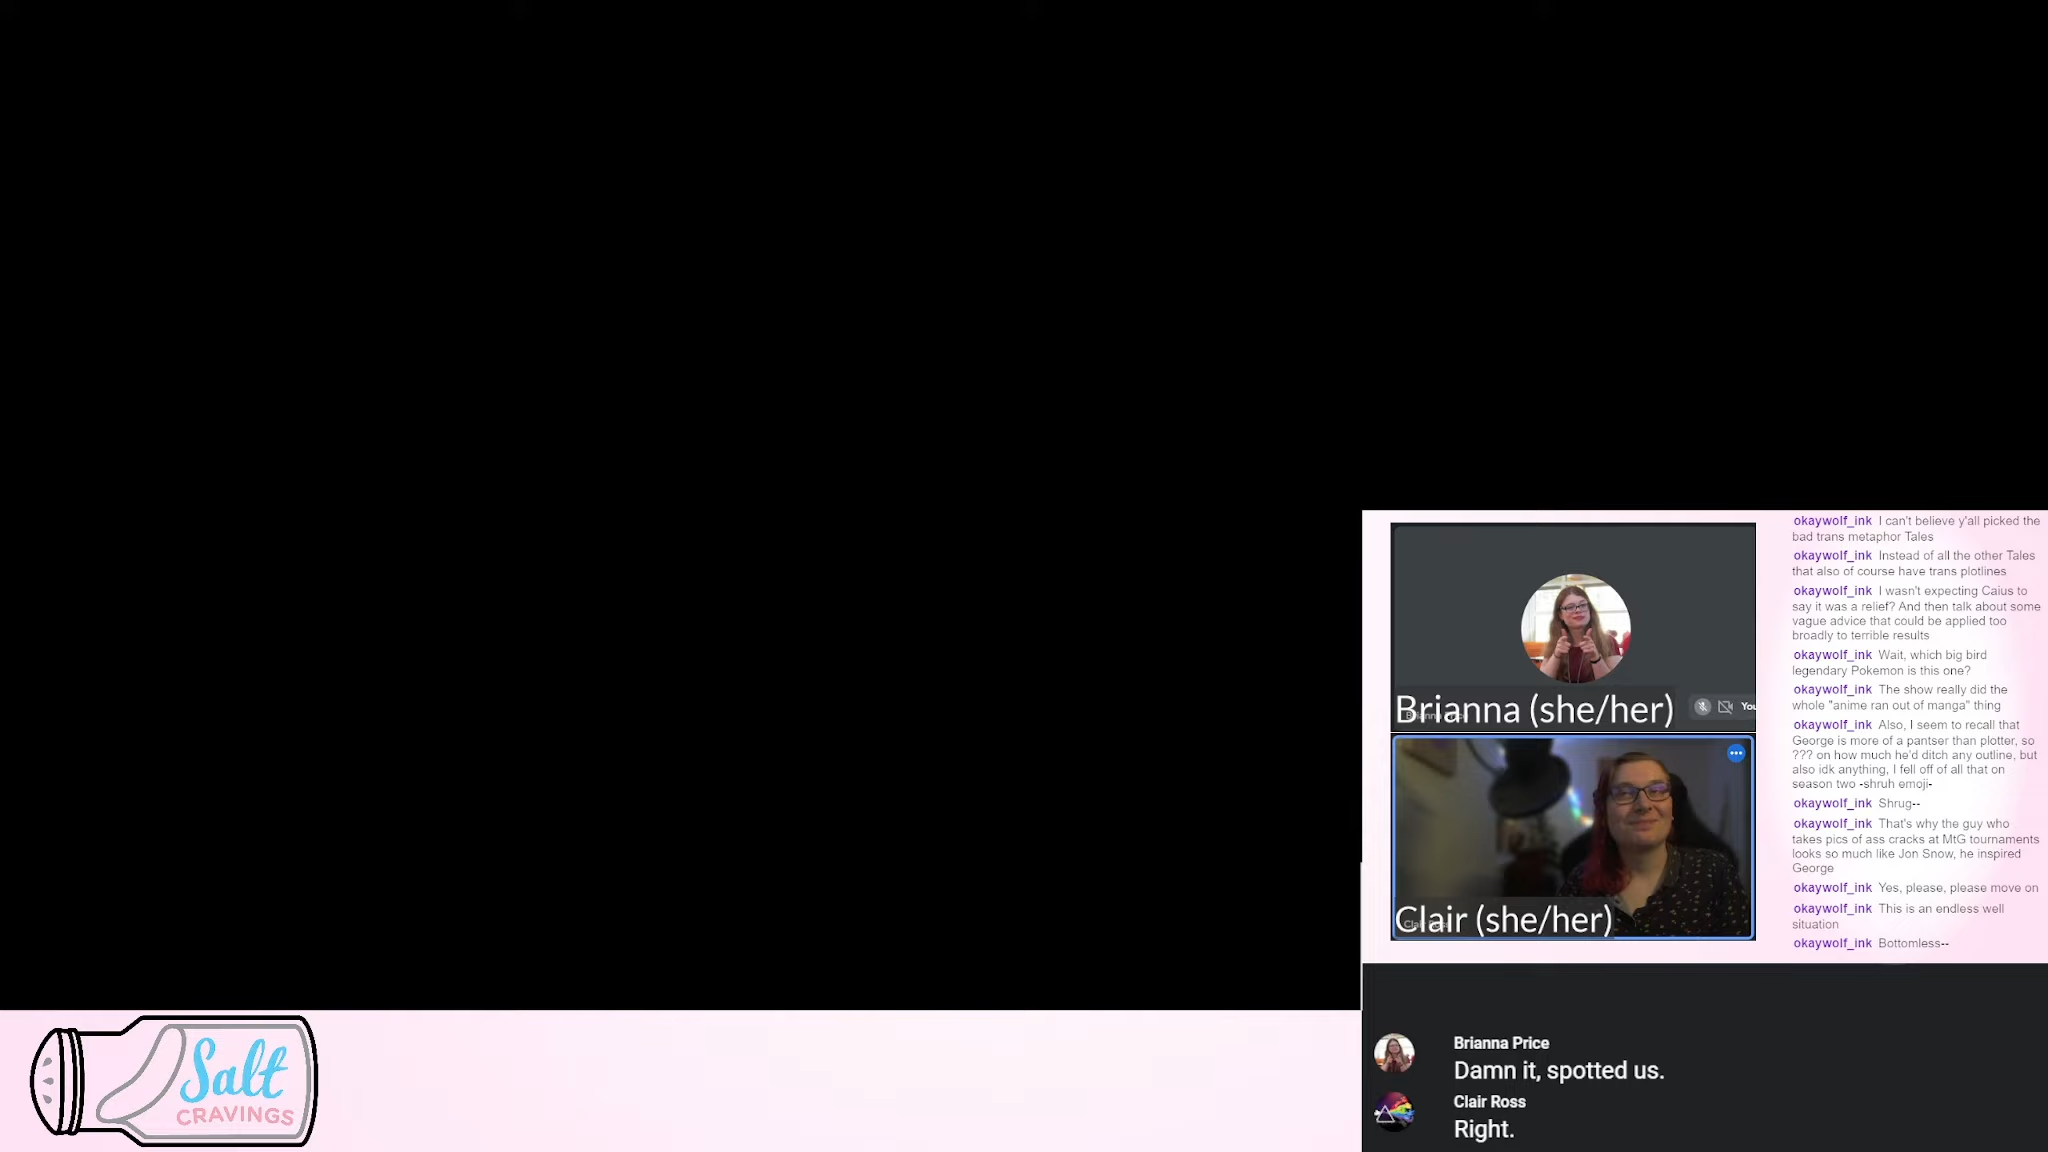 okaywolf_ink I can't believe y'all picked the
bad trans metaphor Tales
okaywolf_ink Instead of all the other Tales
that also of course have trans plotlines
okaywolf_ink I wasn't expecting Caius to
say it was a relief? And then talk about some
vague advice that could be applied too
broadly to terrible results
okaywolf_ink Wait, which big bird
legendary Pokemon is this one?
okaywolf_ink The show really did the
whole "anime ran out of manga" thing
okaywolf_ink Also, I seem to recall that
George is more of a pantser than plotter, so
??? on how much he'd ditch any outline, but
also idk anything, I fell off of all that on
season two -shruh emoji-
okaywolf_ink Shrug--
okaywolf_ink That's why the guy who
takes pics of ass cracks at MtG tournaments
looks so much like Jon Snow, he inspired
George
okaywolf_ink Yes, please, please move on
okaywolf_ink This is an endless well
situation
okaywolf_ink Bottomless--
Brianna (she/her)
You
Clair (she/her)
Brianna Price
Damn it, spotted us.
Clair Ross
Right.
Salt
CRAVINGS